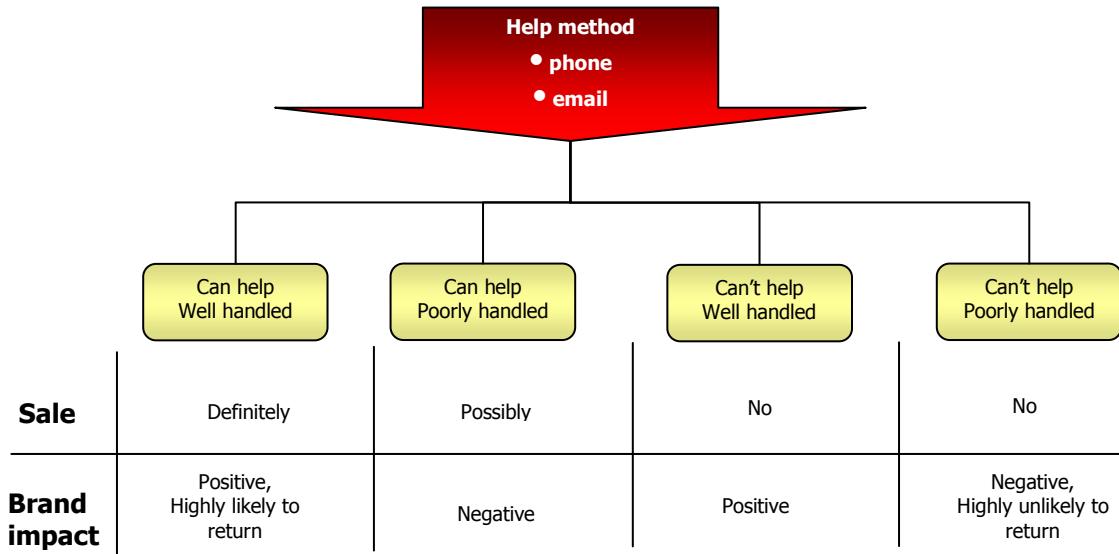 Help method
• phone
• email
Can help
Well handled
Can help
Poorly handled
Can’t help
Well handled
Can’t help
Poorly handled
Sale
Definitely
Possibly
No
No
Brand
impact
Positive,
Highly likely to
return
Negative
Positive
Negative,
Highly unlikely to
return